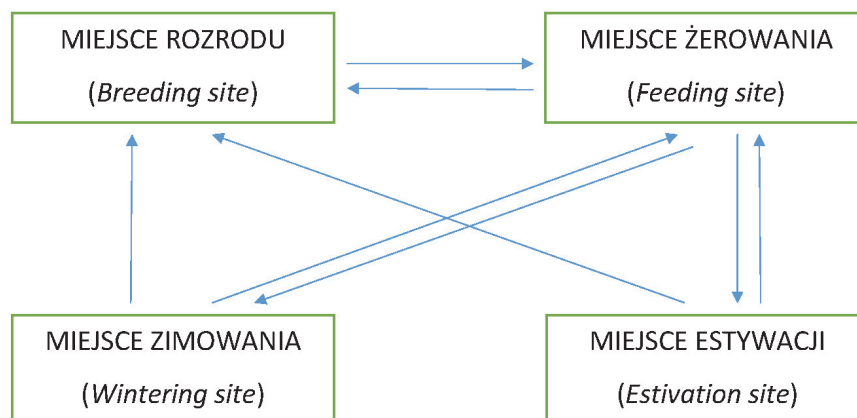 MIEJSCE ROZRODU
(Breeding site)
MIEJSCE ŻEROWANIA
(Feeding site)
MIEJSCE ZIMOWANIA
(Wintering site)
MIEJSCE ESTYWACJI
(Estivation site)